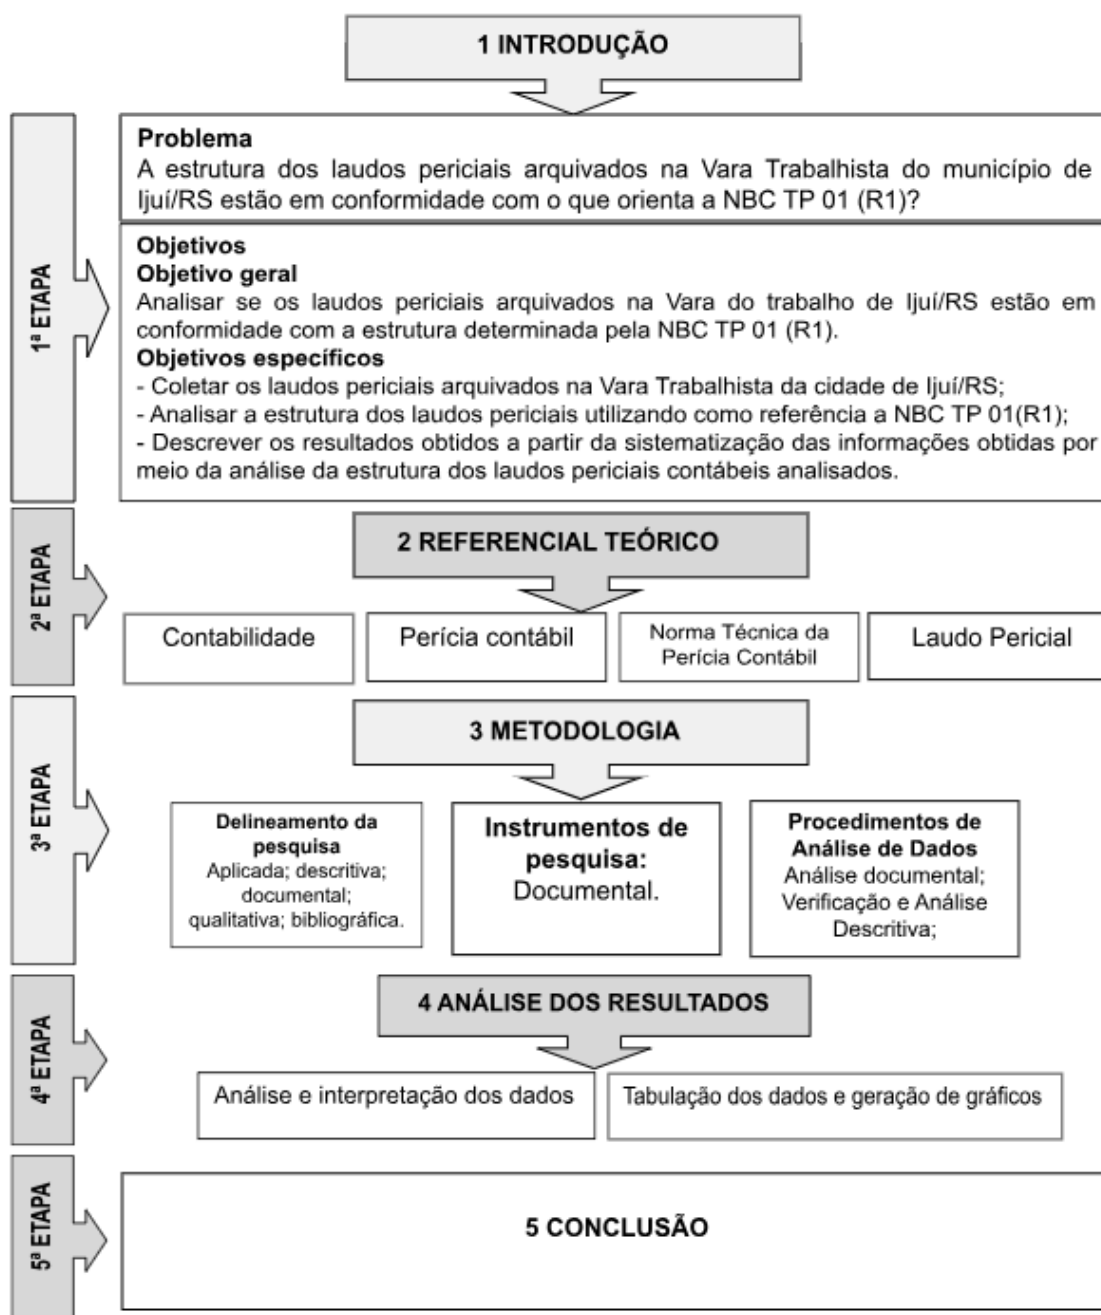 1 INTRODUÇÃO
1ª ETAPA
Problema
A estrutura dos laudos periciais arquivados na Vara Trabalhista do município de
Ijuí/RS estão em conformidade com o que orienta a NBC TP 01 (R1)?
Objetivos
Objetivo geral
Analisar se os laudos periciais arquivados na Vara do trabalho de Ijuí/RS estão em
conformidade com a estrutura determinada pela NBC TP 01 (R1).
Objetivos específicos
- Coletar os laudos periciais arquivados na Vara Trabalhista da cidade de Ijuí/RS;
- Analisar a estrutura dos laudos periciais utilizando como referência a NBC TP 01(R1);
- Descrever os resultados obtidos a partir da sistematização das informações obtidas por
meio da análise da estrutura dos laudos periciais contábeis analisados.
2ª ETAPA
2 REFERENCIAL TEÓRICO
Contabilidade
Perícia contábil
Norma Técnica da
Perícia Contábil
Laudo Pericial
3ª ETAPA
3 METODOLOGIA
Delineamento da
pesquisa
Aplicada; descritiva;
documental;
qualitativa; bibliográfica.
Instrumentos de
pesquisa:
Documental.
Procedimentos de
Análise de Dados
Análise documental;
Verificação e Análise
Descritiva;
4ª ETAPA
4 ANÁLISE DOS RESULTADOS
Análise e interpretação dos dados
Tabulação dos dados e geração de gráficos
5ª ETAPA
5 CONCLUSÃO